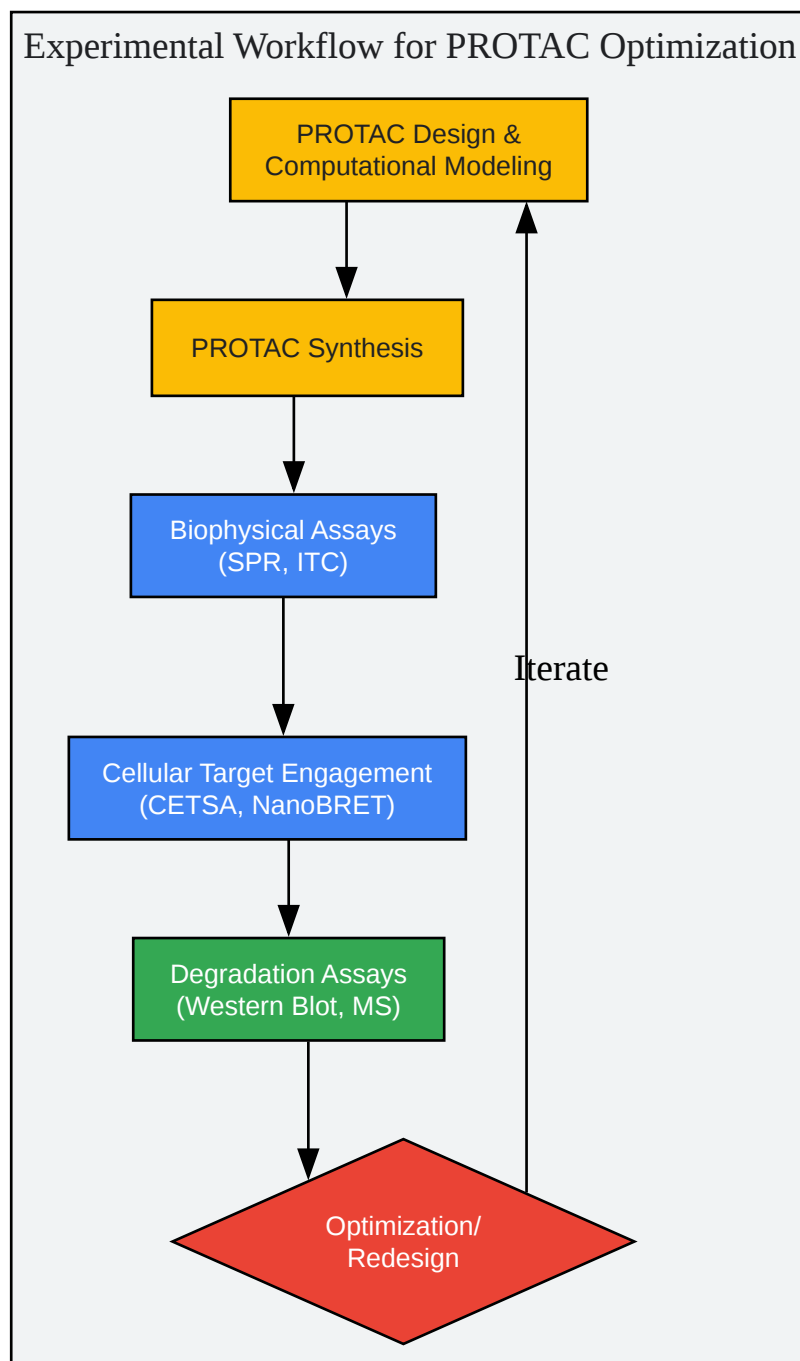 Experimental Workflow for PROTAC Optimization
PROTAC Design &
Computational Modeling
PROTAC Synthesis
Biophysical Assays
(SPR, ITC)
Iterate
Cellular Target Engagement
(CETSA, NanoBRET)
Degradation Assays
(Western Blot, MS)
Optimization/
Redesign